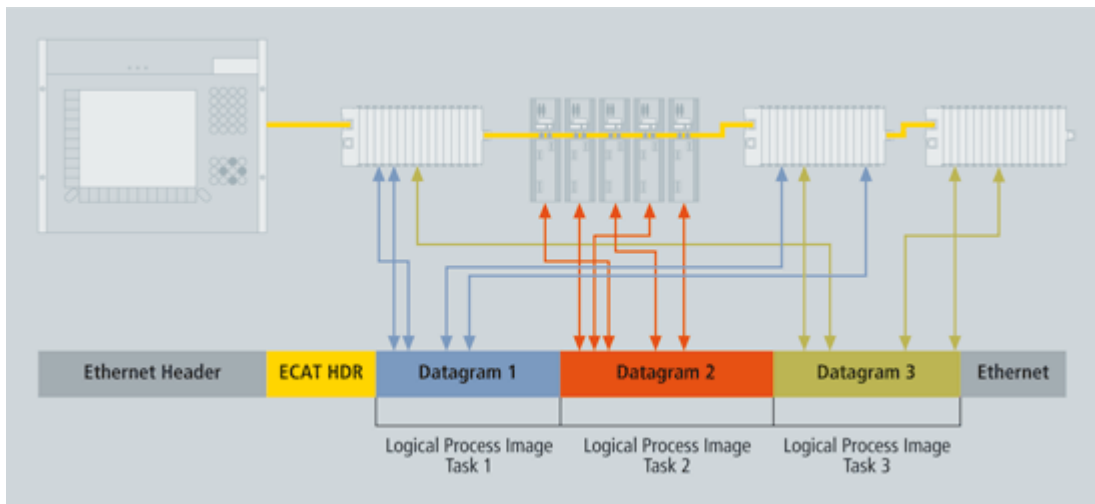 Ethernet Header
ECAT HDR
Datagram 1
Datagram 2
Datagram 3
Ethernet
Logical Process Image
Task 1
Logical Process Image
Task 2
Logical Process Image
Task 3